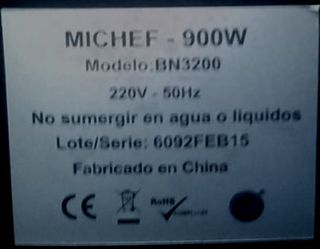 MICHEF - 900W
Modelo:BN3200
220V - 50Hz
No sumergir en agua o liquidos
Lote/Serie: 6092FEB15
Fabricado en China
CE RoHS